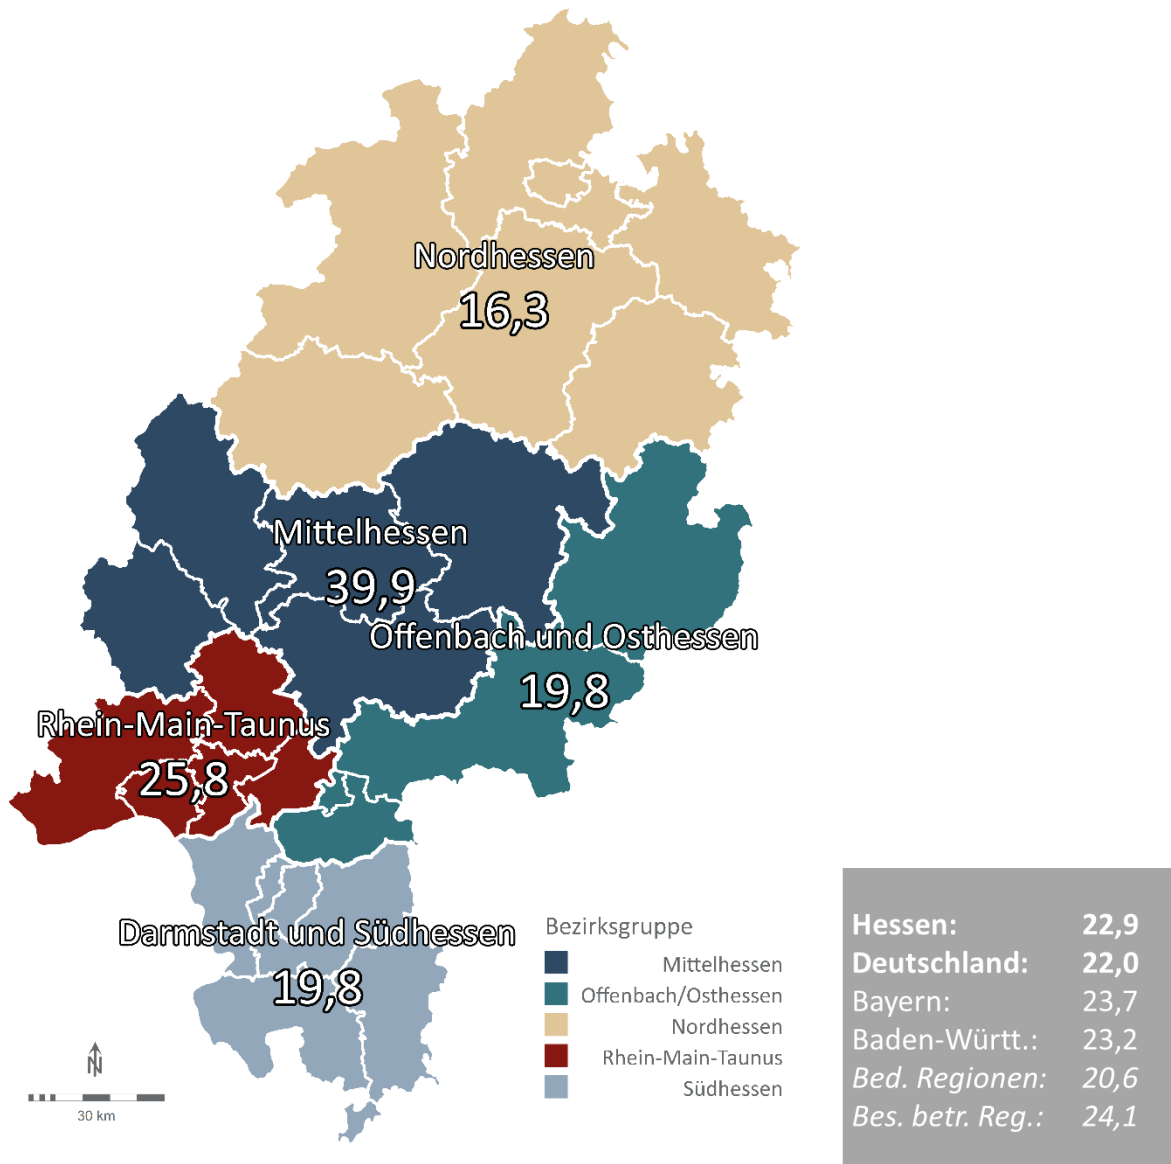 Nordhessen
16,3
Mittelhessen
39,9
Offenbach und Osthessen
19,8
Rhein-Main-Taunus
25,8
Darmstadt und Südhessen
19,8
Bezirksgruppe
Mittelhessen
Offenbach/Osthessen
Nordhessen
Rhein-Main-Taunus
Südhessen
N
30 km
Hessen: 22,9
Deutschland: 22,0
Bayern: 23,7
Baden-Württ.: 23,2
Bed. Regionen: 20,6
Bes. betr. Reg.: 24,1